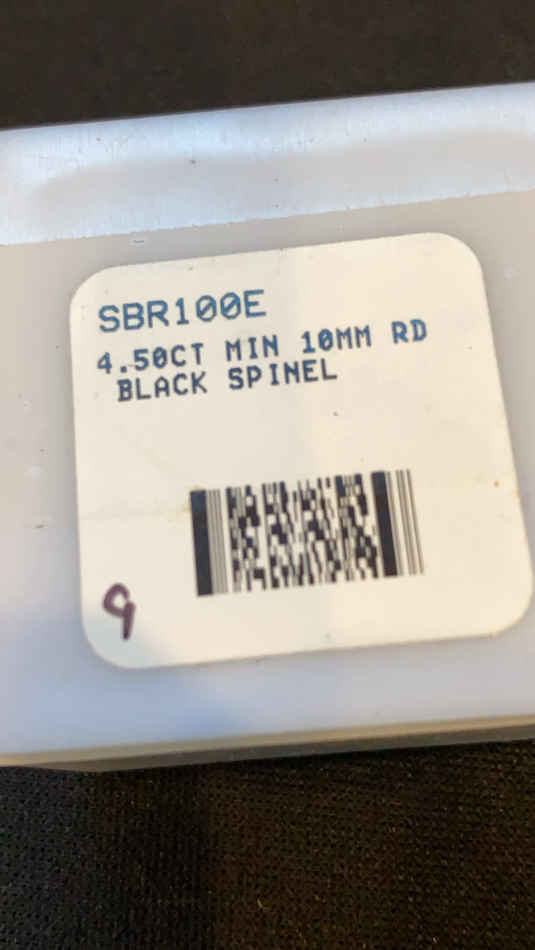 SBR100E
4.50CT MIN 10MM RD
BLACK SPINEL
9